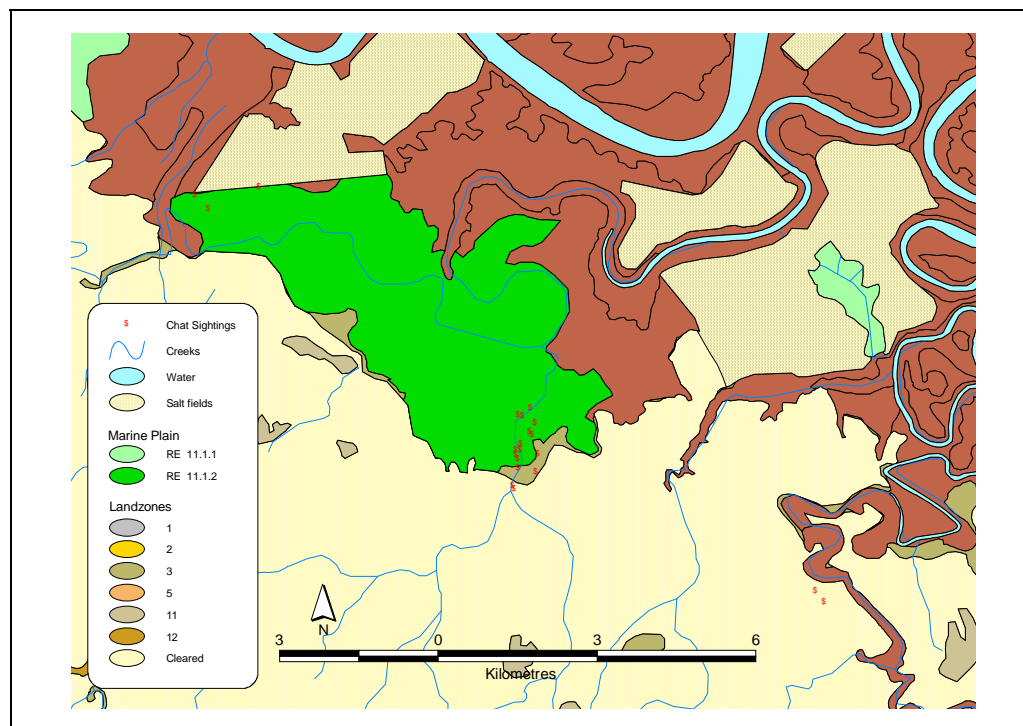 $ Chat Sightings
Creeks
Water
Salt fields
Marine Plain
RE 11.1.1
RE 11.1.2
Landzones
1
2
3
5
11
12
Cleared
N
3 0 3 6
Kilometres